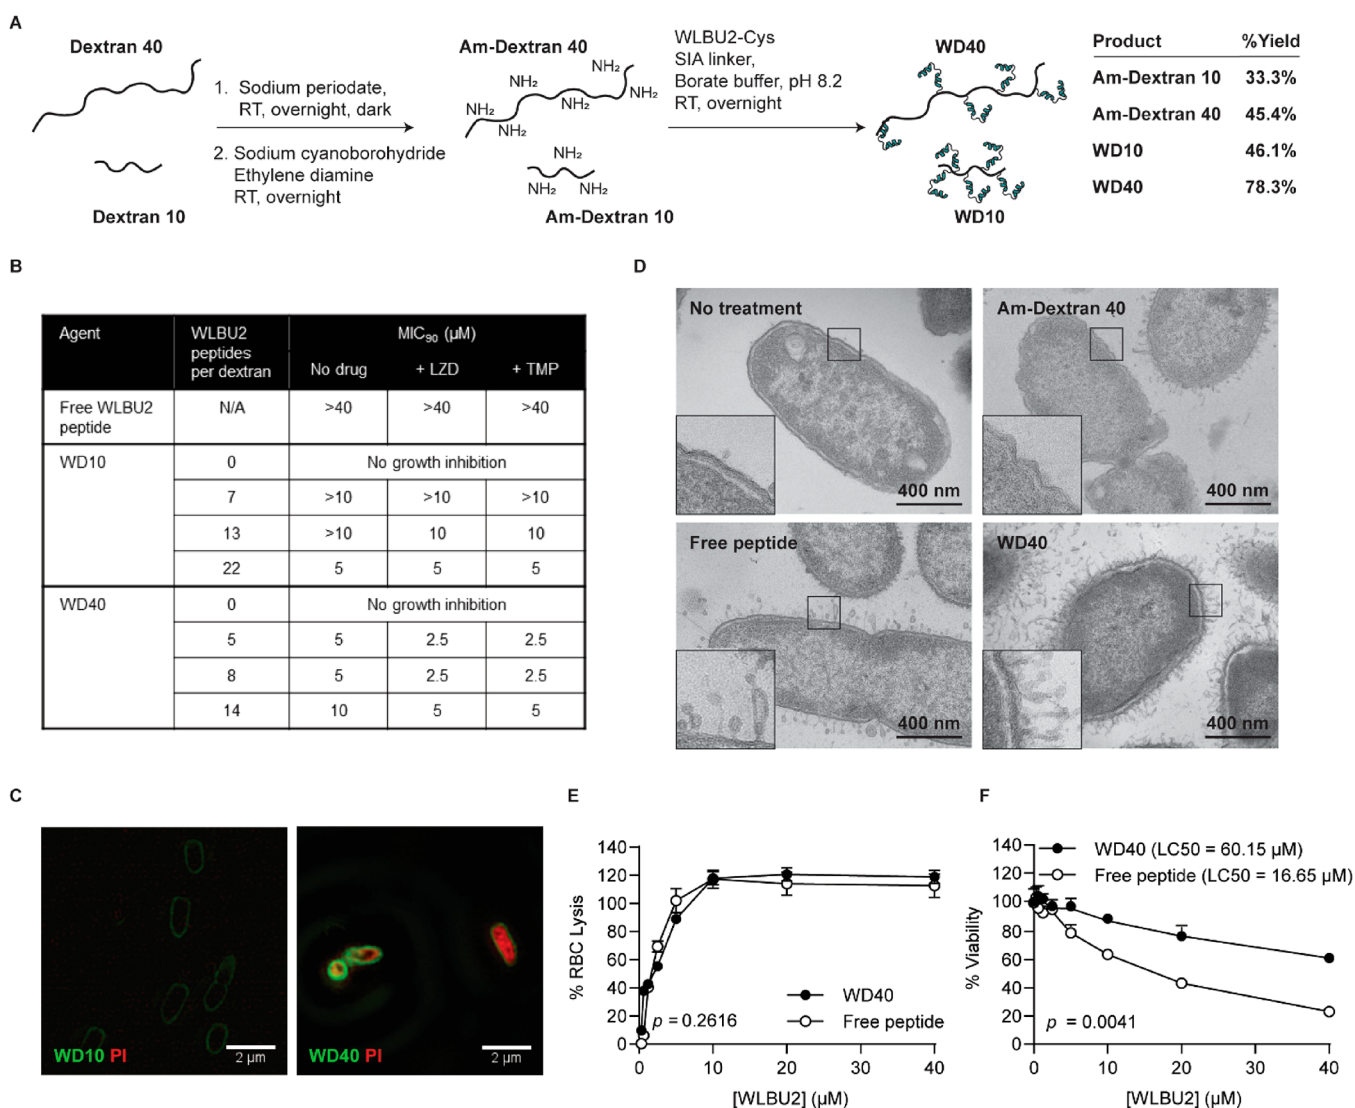 A
Dextran 40
Dextran 10
1. Sodium periodate,
RT, overnight, dark
2. Sodium cyanoborohydride
Ethylene diamine
RT, overnight
Am-Dextran 40
NH₂
NH₂
NH₂
NH₂
NH₂
NH₂
NH₂
NH₂
NH₂
Am-Dextran 10
WLBU2-Cys
SIA linker,
Borate buffer, pH 8.2
RT, overnight
WD40
WD10
Product %Yield
Am-Dextran 10 33.3%
Am-Dextran 40 45.4%
WD10 46.1%
WD40 78.3%
B
Agent WLBU2 peptides per dextran MIC₉₀ (µM)
No drug + LZD + TMP
Free WLBU2 peptide N/A >40 >40 >40
WD10 0 No growth inhibition
7 >10 >10 >10
13 >10 10 10
22 5 5 5
WD40 0 No growth inhibition
5 5 2.5 2.5
8 5 2.5 2.5
14 10 5 5
C
WD10 PI
2 µm
WD40 PI
2 µm
D
No treatment
400 nm
Am-Dextran 40
400 nm
Free peptide
400 nm
WD40
400 nm
E
% RBC Lysis
140
120
100
80
60
40
20
0
WD40
Free peptide
p = 0.2616
0 10 20 30 40
[WLBU2] (µM)
F
% Viability
140
120
100
80
60
40
20
0
WD40 (LC50 = 60.15 µM)
Free peptide (LC50 = 16.65 µM)
p = 0.0041
0 10 20 30 40
[WLBU2] (µM)